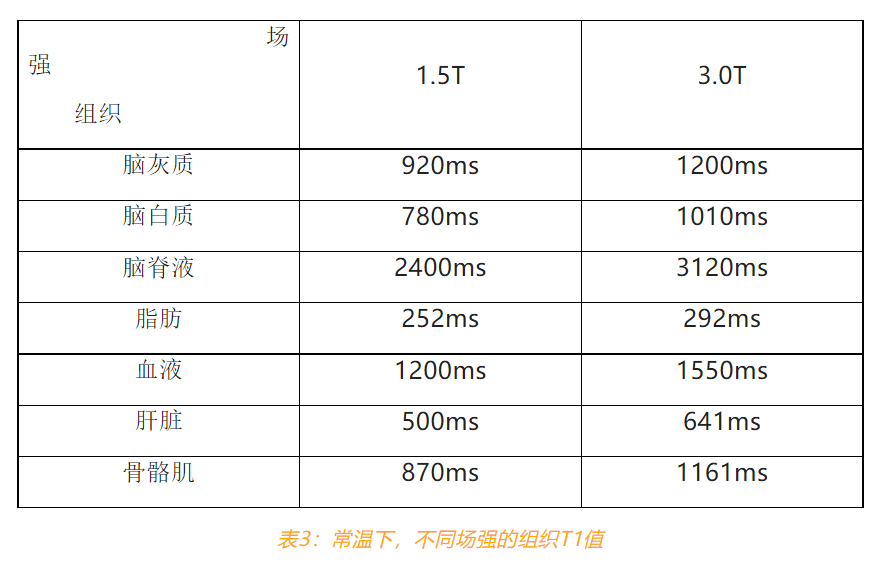 场
强
组织
1.5T
3.0T
脑灰质 920ms 1200ms
脑白质 780ms 1010ms
脑脊液 2400ms 3120ms
脂肪 252ms 292ms
血液 1200ms 1550ms
肝脏 500ms 641ms
骨骼肌 870ms 1161ms
表3：常温下，不同场强的组织T1值